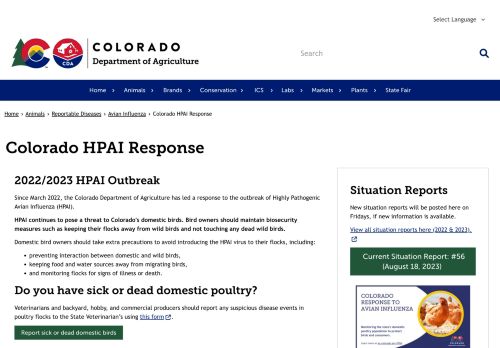 Select Language
COLORADO
Department of Agriculture
CDA
Search
Home
Animals
Brands
Conservation
ICS
Labs
Markets
Plants
State Fair
Home › Animals › Reportable Diseases › Avian Influenza › Colorado HPAI Response
Colorado HPAI Response
2022/2023 HPAI Outbreak
Since March 2022, the Colorado Department of Agriculture has led a response to the outbreak of Highly Pathogenic
Avian Influenza (HPAI).
HPAI continues to pose a threat to Colorado's domestic birds. Bird owners should maintain biosecurity
measures such as keeping their flocks away from wild birds and not touching any dead wild birds.
Domestic bird owners should take extra precautions to avoid introducing the HPAI virus to their flocks, including:
• preventing interaction between domestic and wild birds,
• keeping food and water sources away from migrating birds,
• and monitoring flocks for signs of illness or death.
Do you have sick or dead domestic poultry?
Veterinarians and backyard, hobby, and commercial producers should report any suspicious disease events in
poultry flocks to the State Veterinarian's using this form.
Report sick or dead domestic birds
Situation Reports
New situation reports will be posted here on
Fridays, if new information is available.
View all situation reports here (2022 & 2023).
Current Situation Report: #56
(August 18, 2023)
COLORADO
RESPONSE TO
AVIAN INFLUENZA